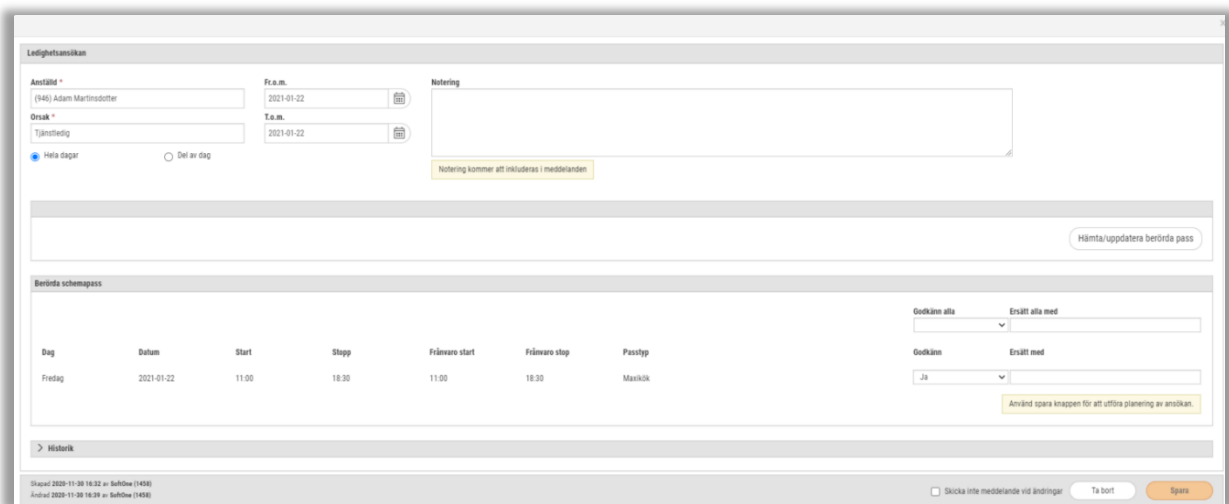 Ledighetsansökan
Anställd * Fr.o.m. Notering
(946) Adam Martinsdotter 2021-01-22
Orsak * T.o.m.
Tjänstledig 2021-01-22
Hela dagar Del av dag
Notering kommer att inkluderas i meddelanden
Hämta/uppdatera berörda pass
Berörda schemapass
Godkänn alla Ersätt alla med
Dag Datum Start Stopp Frånvaro start Frånvaro stop Passtyp Godkänn Ersätt med
Fredag 2021-01-22 11:00 18:30 11:00 18:30 Maxikök Ja
Använd spara knappen för att utföra planering av ansökan.
Historik
Skapad 2020-11-30 16:32 av SoftOne (1458)
Ändrad 2020-11-30 16:39 av SoftOne (1458)
Skicka inte meddelande vid ändringar Ta bort Spara